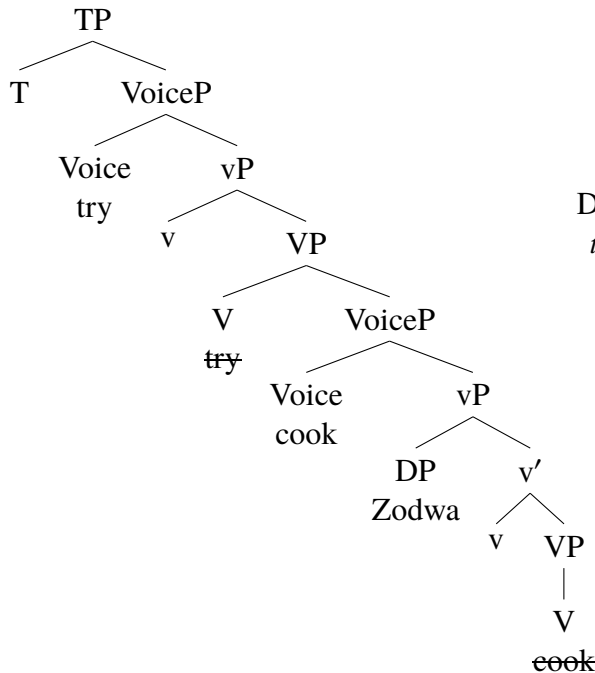 TP
T VoiceP
Voice vP
try
D
v VP
t
V VoiceP
try
Voice vP
cook
DP v′
Zodwa
v VP
V
cook